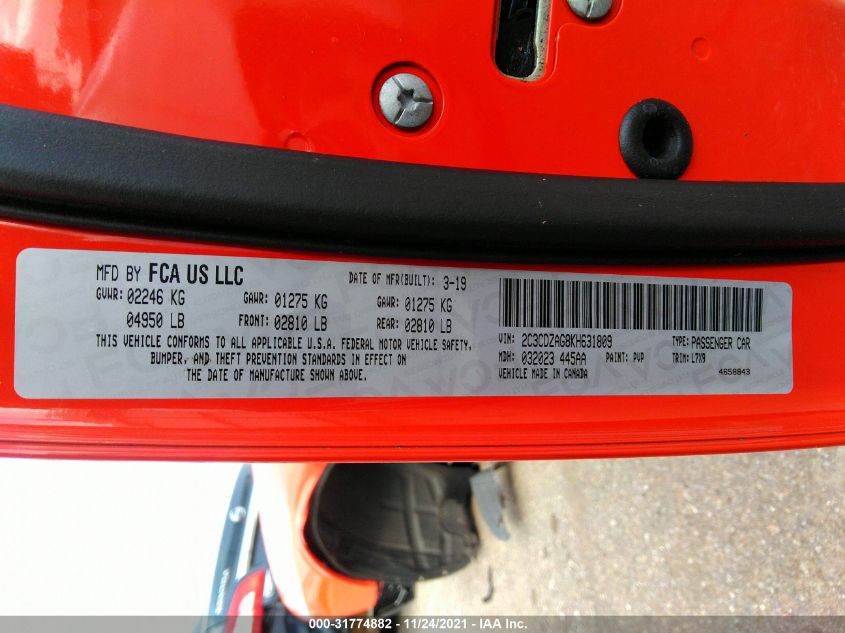 MFD BY FCA US LLC
DATE OF MFR(BUILT): 3-19
GVWR: 02246 KG
GAWR: 01275 KG
GAWR: 01275 KG
04950 LB
FRONT: 02810 LB
REAR: 02810 LB
THIS VEHICLE CONFORMS TO ALL APPLICABLE U.S.A. FEDERAL MOTOR VEHICLE SAFETY,
BUMPER, AND THEFT PREVENTION STANDARDS IN EFFECT ON
THE DATE OF MANUFACTURE SHOWN ABOVE.
VIN: 2C3CDZAG8KH631809
TYPE: PASSENGER CAR
MDH: 032023 445AA
PAINT: PVP
TRIM: L7X9
VEHICLE MADE IN CANADA
4658843
000-31774882 - 11/24/2021 - IAA Inc.